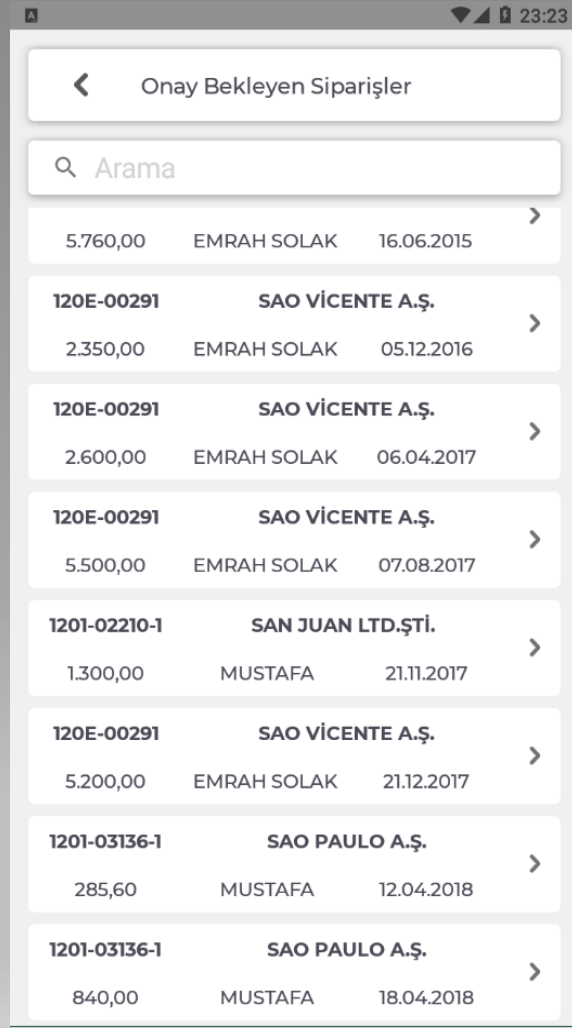 23:23
Onay Bekleyen Siparişler
Arama
5.760,00 EMRAH SOLAK 16.06.2015
120E-00291 SAO VİCENTE A.Ş.
2.350,00 EMRAH SOLAK 05.12.2016
120E-00291 SAO VİCENTE A.Ş.
2.600,00 EMRAH SOLAK 06.04.2017
120E-00291 SAO VİCENTE A.Ş.
5.500,00 EMRAH SOLAK 07.08.2017
1201-02210-1 SAN JUAN LTD.ŞTİ.
1.300,00 MUSTAFA 21.11.2017
120E-00291 SAO VİCENTE A.Ş.
5.200,00 EMRAH SOLAK 21.12.2017
1201-03136-1 SAO PAULO A.Ş.
285,60 MUSTAFA 12.04.2018
1201-03136-1 SAO PAULO A.Ş.
840,00 MUSTAFA 18.04.2018